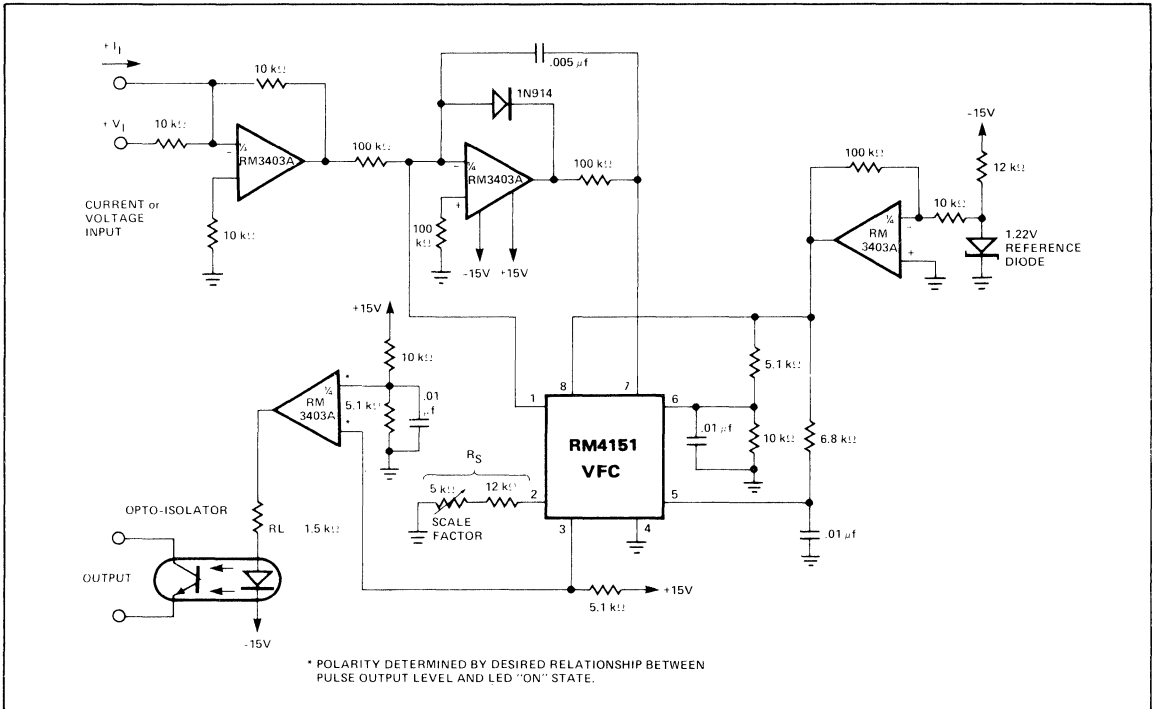 + I₁
10 kΩ
.005 μf
1N914
+ V₁
10 kΩ
¼
RM3403A
-
100 kΩ
¼
RM3403A
-
+
100 kΩ
CURRENT or
VOLTAGE
INPUT
10 kΩ
100
kΩ
-15V
+15V
-15V
100 kΩ
12 kΩ
10 kΩ
¼
RM
3403A
-
+
1.22V
REFERENCE
DIODE
+15V
10 kΩ
*
¼
RM
3403A
*
5.1 kΩ
.01
μf
8
7
1
6
RM4151
VFC
2
5
3
4
5.1 kΩ
.01 μf
10 kΩ
6.8 kΩ
RS
5 kΩ
12 kΩ
SCALE
FACTOR
.01 μf
OPTO-ISOLATOR
RL 1.5 kΩ
OUTPUT
-15V
5.1 kΩ
+15V
* POLARITY DETERMINED BY DESIRED RELATIONSHIP BETWEEN
PULSE OUTPUT LEVEL AND LED "ON" STATE.